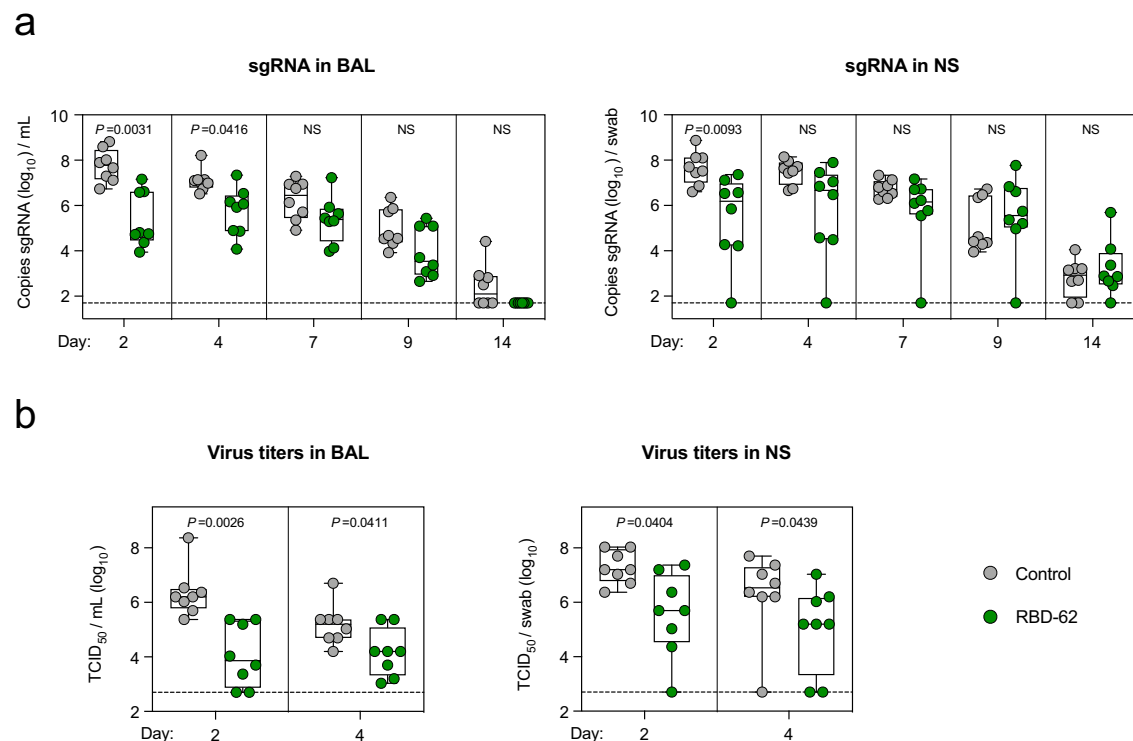 a
sgRNA in BAL
sgRNA in NS
Copies sgRNA (log10) / mL
10
8
6
4
2
P=0.0031
P=0.0416
NS
NS
NS
Day:
2
4
7
9
14
Copies sgRNA (log10) / swab
10
8
6
4
2
P=0.0093
NS
NS
NS
NS
Day:
2
4
7
9
14
b
Virus titers in BAL
Virus titers in NS
TCID50 / mL (log10)
8
6
4
2
P=0.0026
P=0.0411
Day:
2
4
TCID50 / swab (log10)
8
6
4
2
P=0.0404
P=0.0439
Day:
2
4
Control
RBD-62